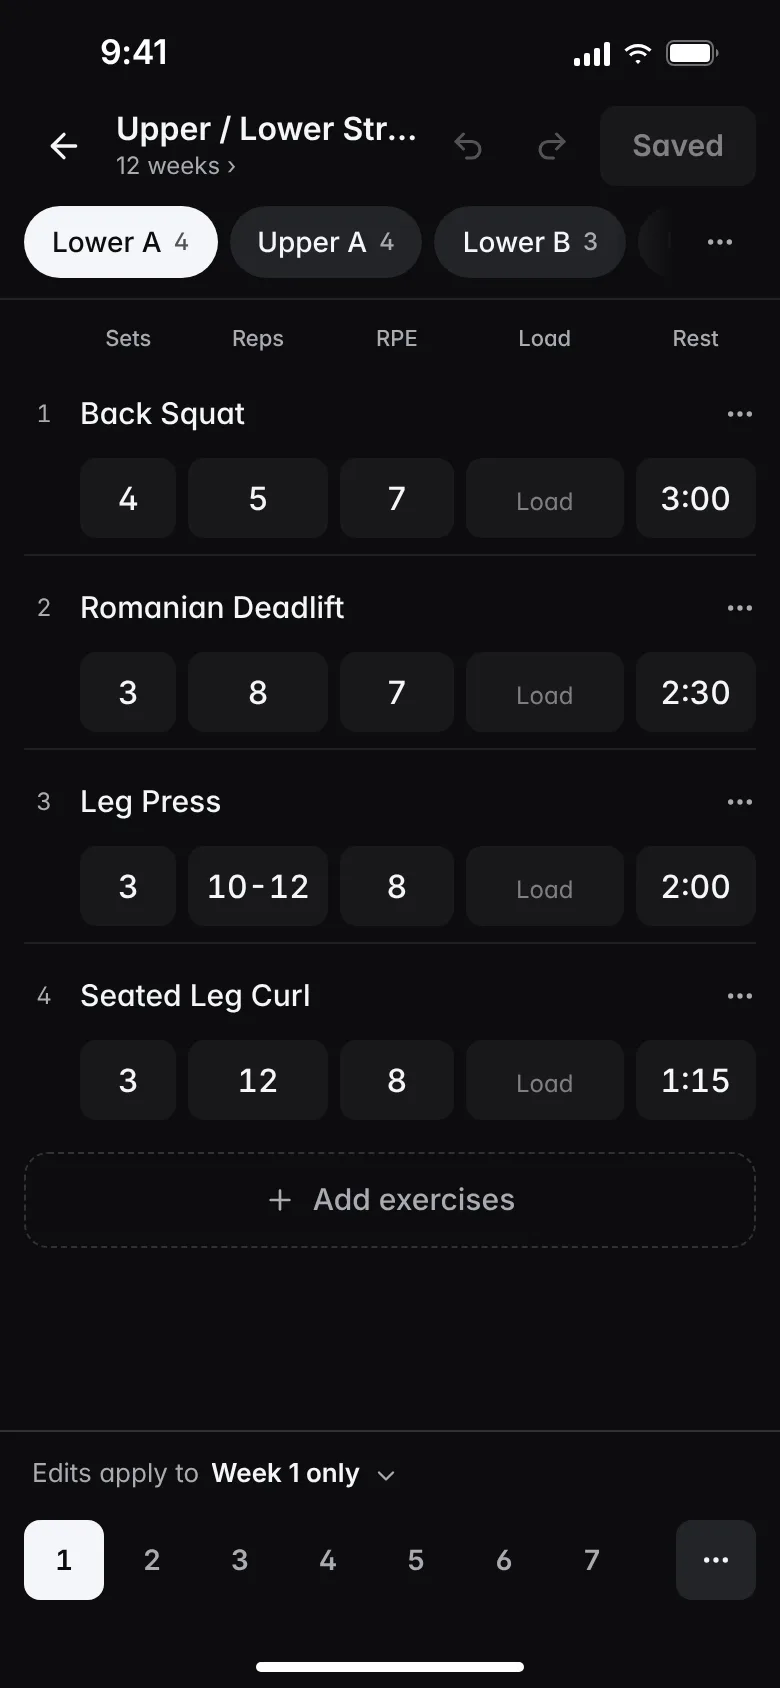 9:41
Upper / Lower Str...
12 weeks ›
Saved
Lower A 4
Upper A 4
Lower B 3
Sets Reps RPE Load Rest
1 Back Squat
4 5 7 Load 3:00
2 Romanian Deadlift
3 8 7 Load 2:30
3 Leg Press
3 10-12 8 Load 2:00
4 Seated Leg Curl
3 12 8 Load 1:15
+ Add exercises
Edits apply to Week 1 only
1 2 3 4 5 6 7